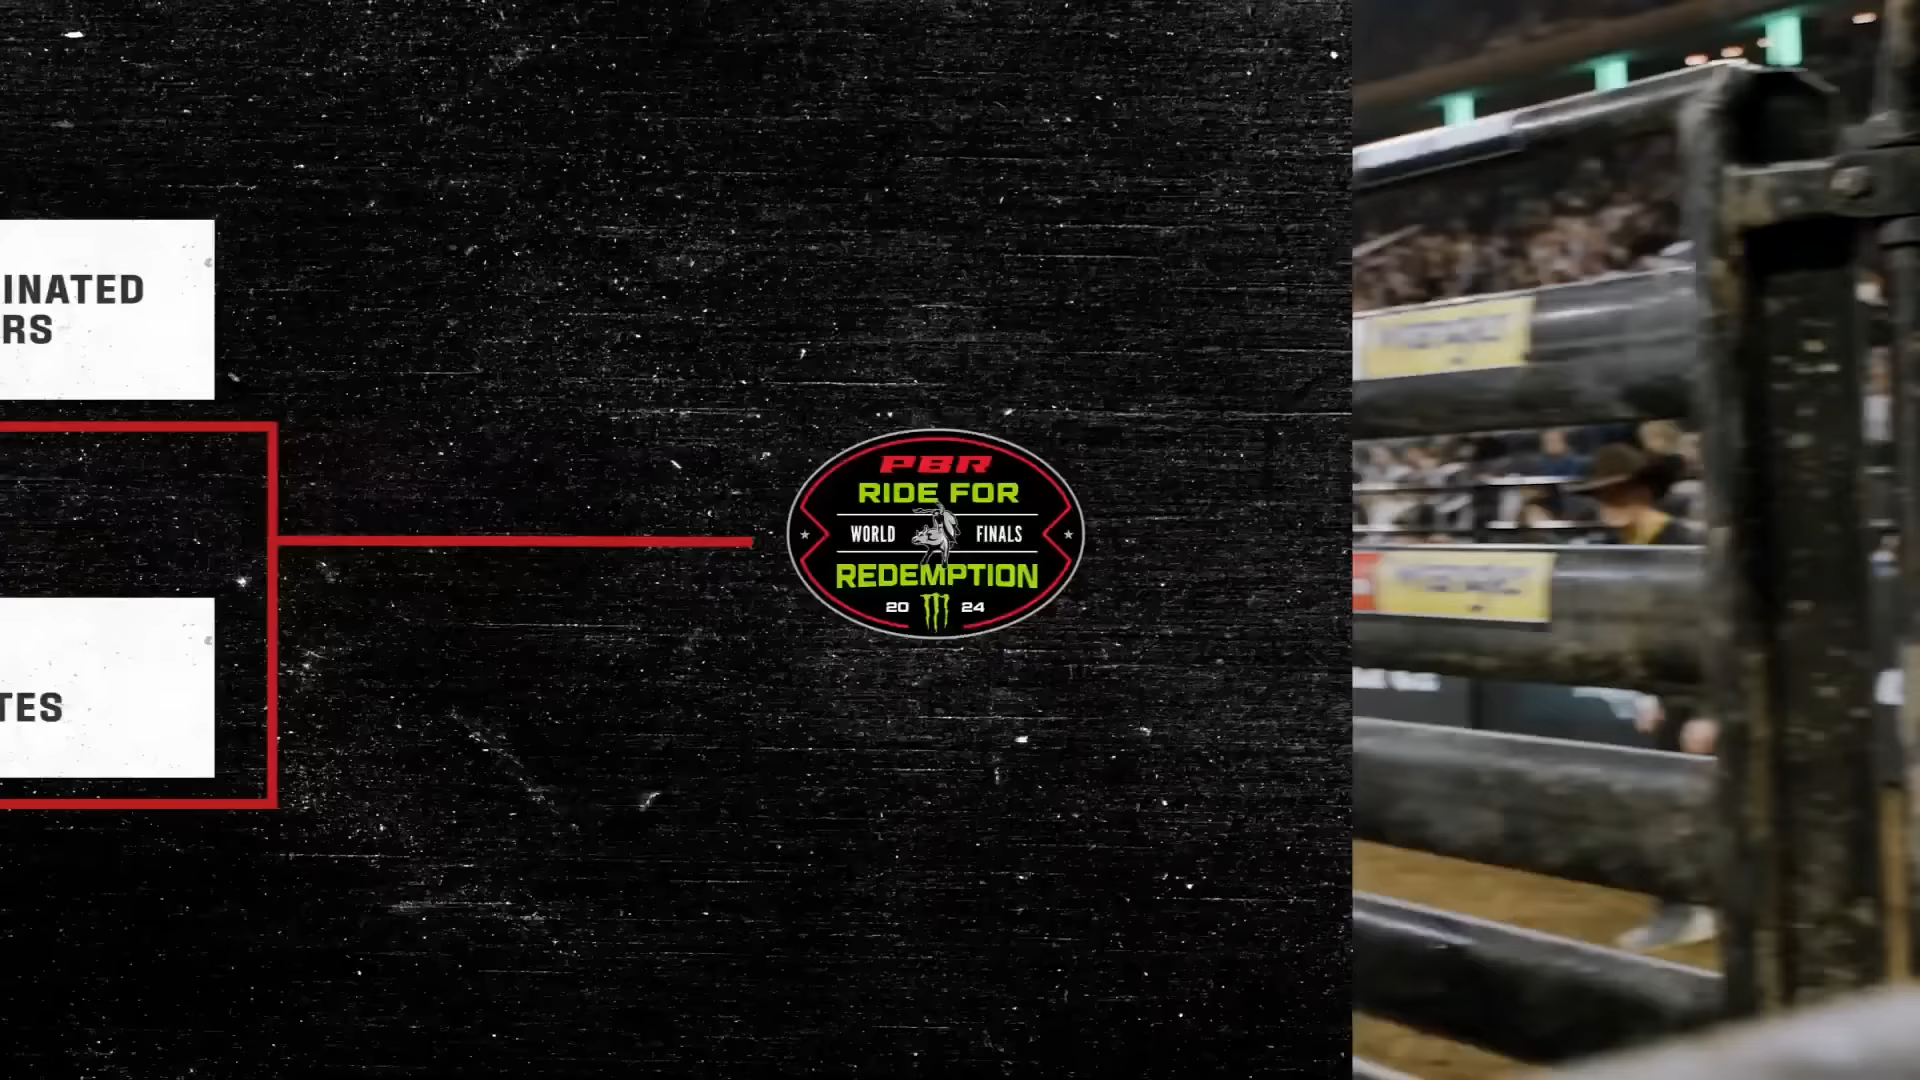 INATED
RS
TES
PBR
RIDE FOR
WORLD FINALS
REDEMPTION
20 24